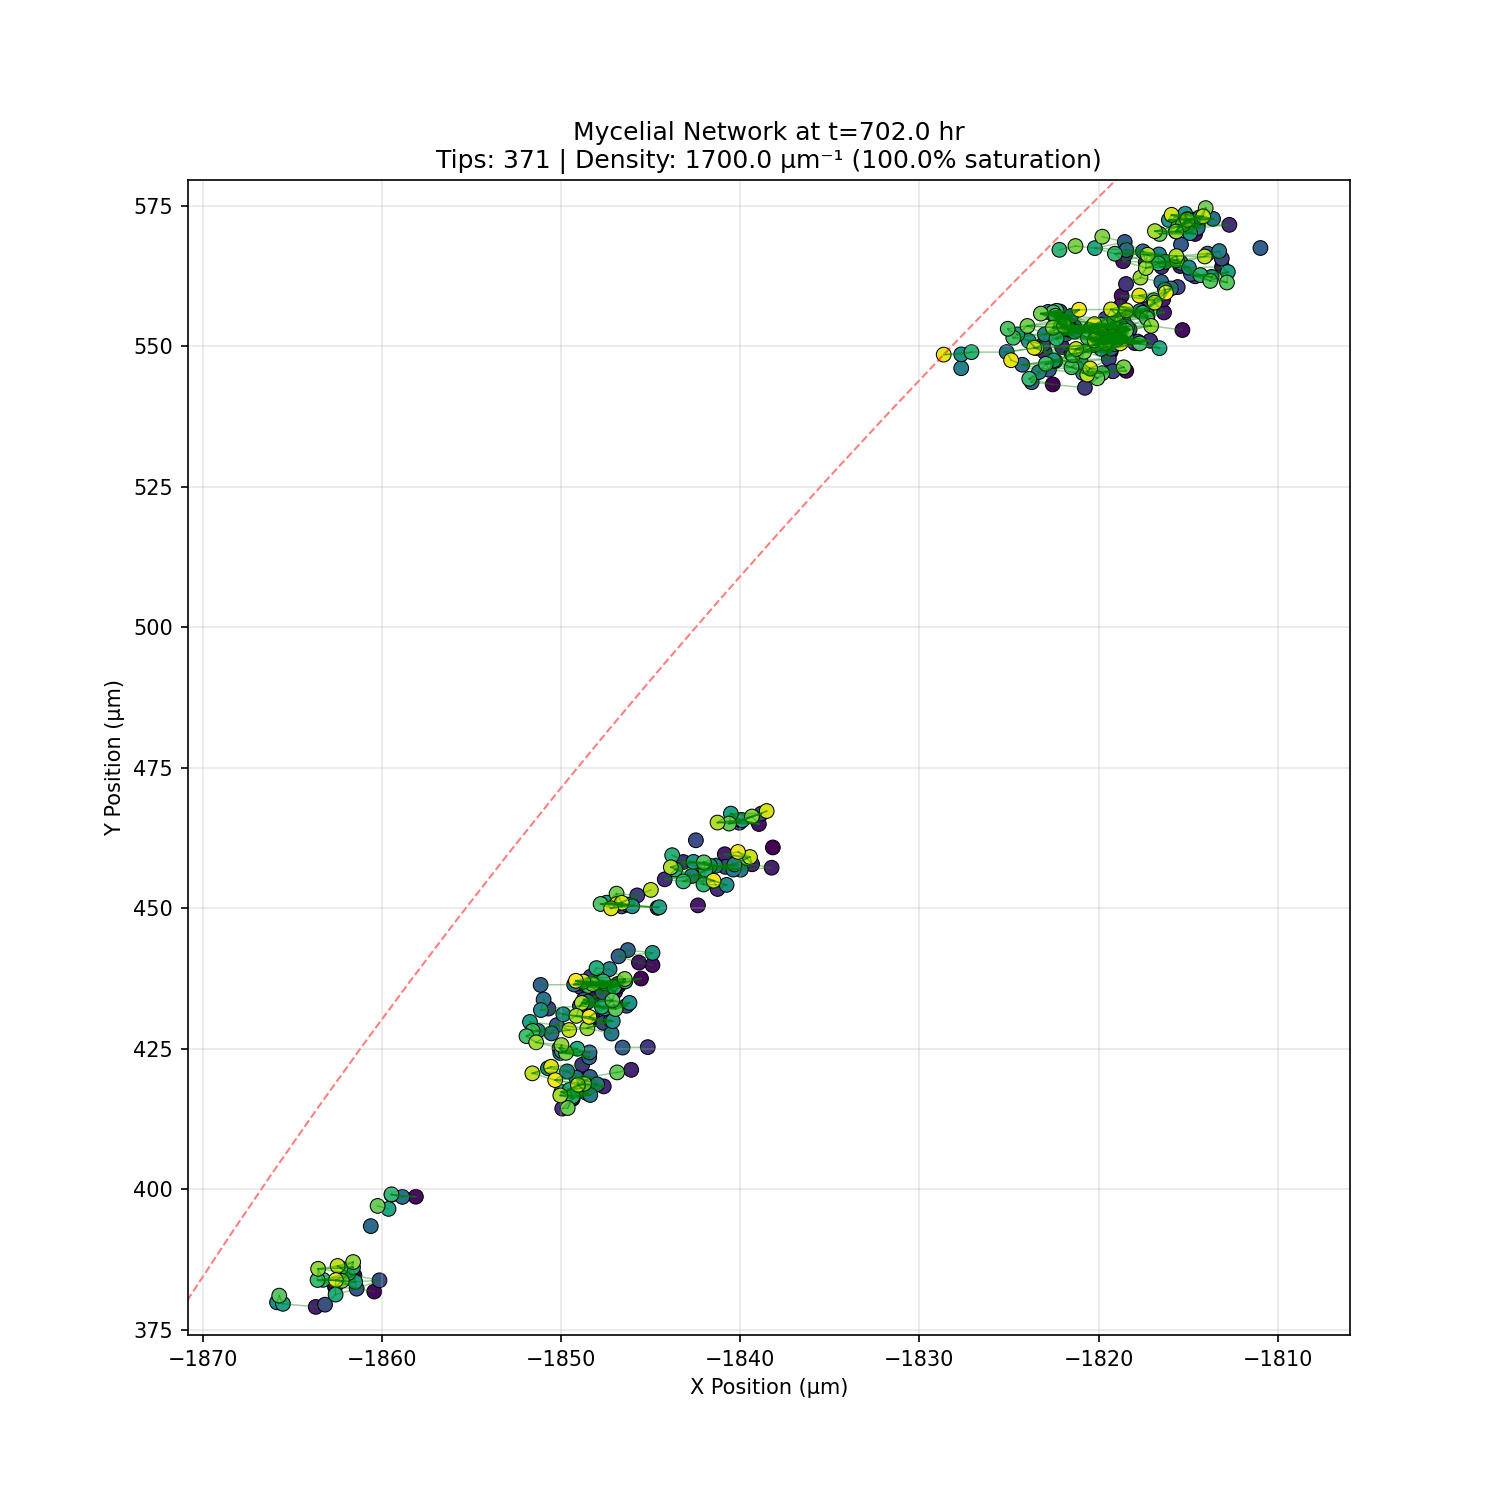 Mycelial Network at t=702.0 hr
Tips: 371 | Density: 1700.0 μm⁻¹ (100.0% saturation)
575
550
525
500
475
450
425
400
375
Y Position (μm)
−1870 −1860 −1850 −1840 −1830 −1820 −1810
X Position (μm)